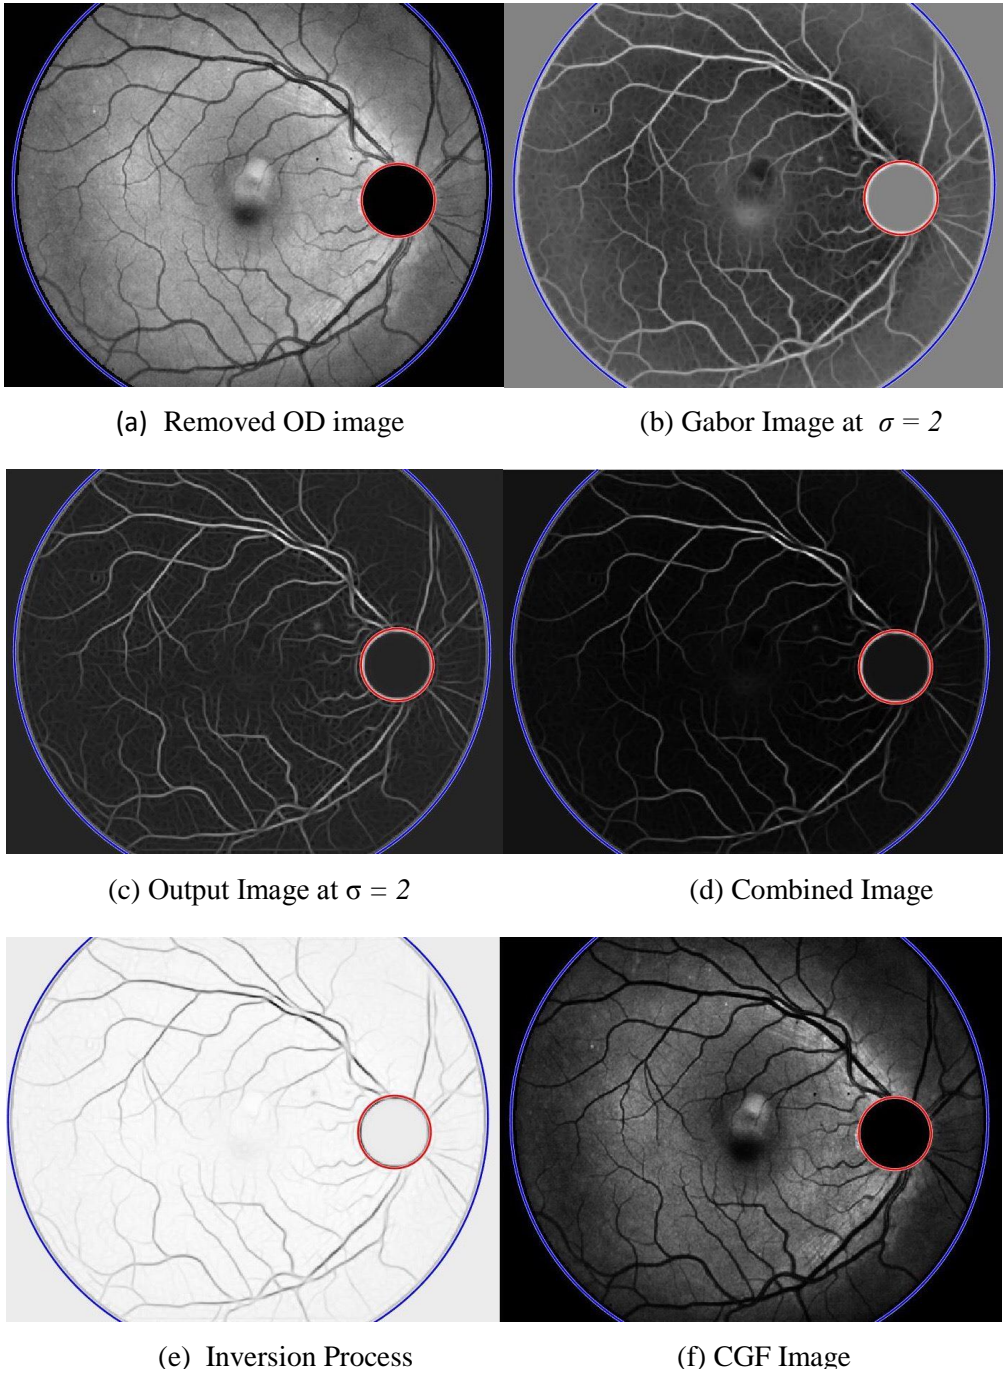 (a) Removed OD image
(b) Gabor Image at σ = 2
(c) Output Image at σ = 2
(d) Combined Image
(e) Inversion Process
(f) CGF Image